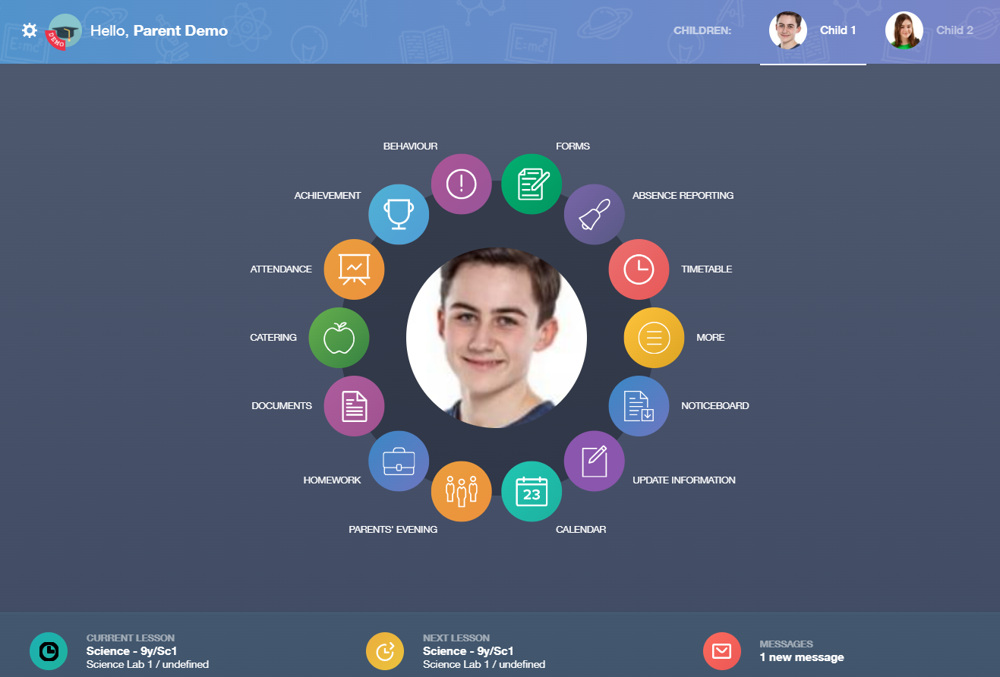 DEMO
Hello, Parent Demo
CHILDREN:
Child 1
Child 2
E=mc²
E=mc²
BEHAVIOUR
FORMS
ACHIEVEMENT
ABSENCE REPORTING
ATTENDANCE
TIMETABLE
CATERING
MORE
DOCUMENTS
NOTICEBOARD
HOMEWORK
UPDATE INFORMATION
23
PARENTS' EVENING
CALENDAR
CURRENT LESSON
Science - 9y/Sc1
Science Lab 1 / undefined
NEXT LESSON
Science - 9y/Sc1
Science Lab 1 / undefined
MESSAGES
1 new message